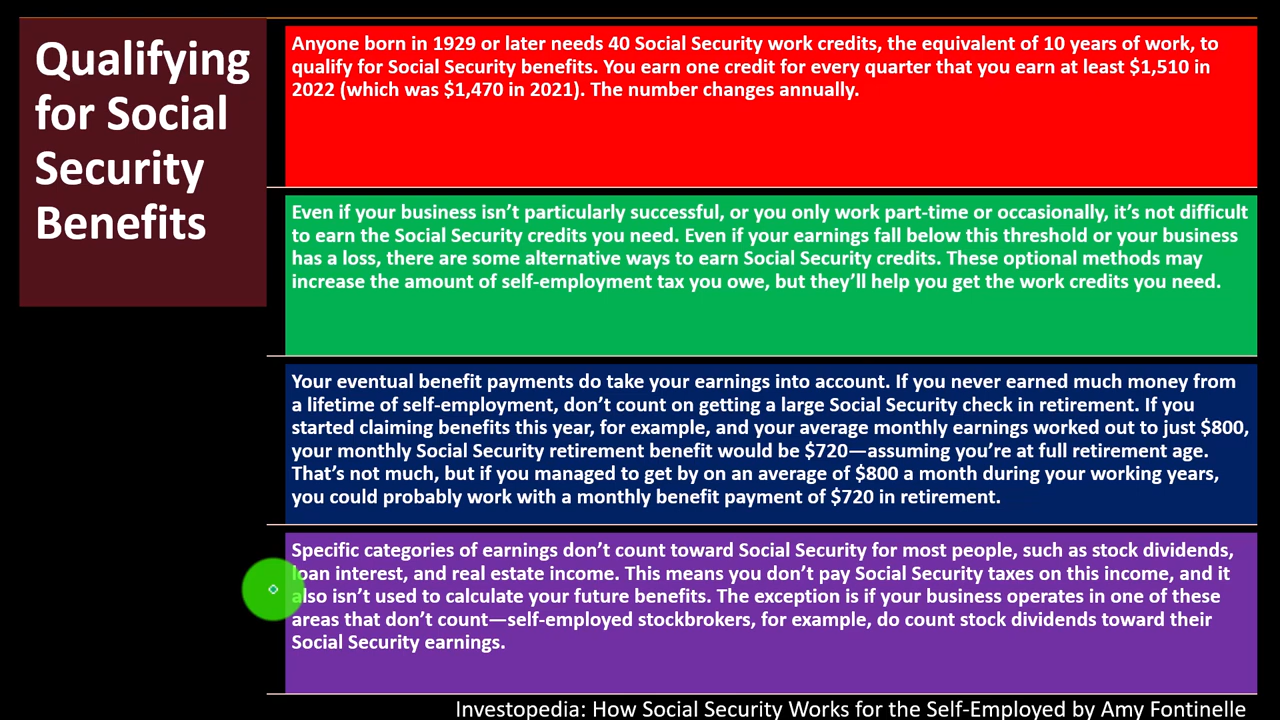 Qualifying
for Social
Security
Benefits
Anyone born in 1929 or later needs 40 Social Security work credits, the equivalent of 10 years of work, to
qualify for Social Security benefits. You earn one credit for every quarter that you earn at least $1,510 in
2022 (which was $1,470 in 2021). The number changes annually.
Even if your business isn’t particularly successful, or you only work part-time or occasionally, it’s not difficult
to earn the Social Security credits you need. Even if your earnings fall below this threshold or your business
has a loss, there are some alternative ways to earn Social Security credits. These optional methods may
increase the amount of self-employment tax you owe, but they’ll help you get the work credits you need.
Your eventual benefit payments do take your earnings into account. If you never earned much money from
a lifetime of self-employment, don’t count on getting a large Social Security check in retirement. If you
started claiming benefits this year, for example, and your average monthly earnings worked out to just $800,
your monthly Social Security retirement benefit would be $720—assuming you’re at full retirement age.
That’s not much, but if you managed to get by on an average of $800 a month during your working years,
you could probably work with a monthly benefit payment of $720 in retirement.
Specific categories of earnings don’t count toward Social Security for most people, such as stock dividends,
loan interest, and real estate income. This means you don’t pay Social Security taxes on this income, and it
also isn’t used to calculate your future benefits. The exception is if your business operates in one of these
areas that don’t count—self-employed stockbrokers, for example, do count stock dividends toward their
Social Security earnings.
Investopedia: How Social Security Works for the Self-Employed by Amy Fontinelle